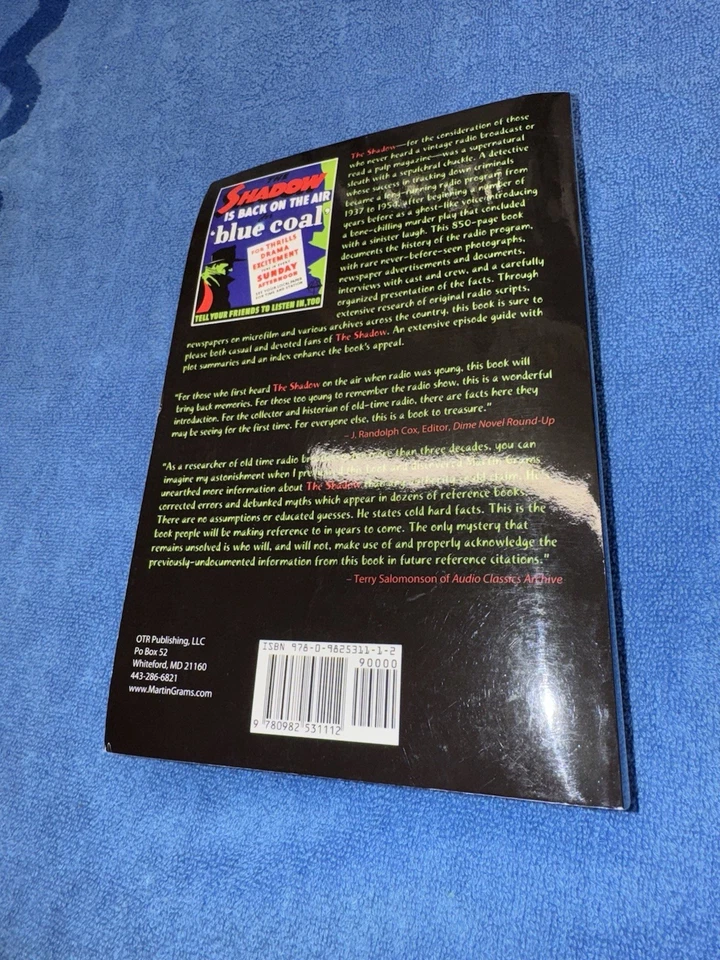 THE
SHADOW
IS BACK ON THE AIR
'blue coal'
FOR THRILLS
DRAMA
EXCITEMENT
SUNDAY
AFTERNOON
TELL YOUR FRIENDS TO LISTEN IN, TOO
The Shadow—for the consideration of those
who never heard a vintage radio broadcast or
read a pulp magazine—was a supernatural
sleuth with a sepulchral chuckle. A detective
whose success in tracking down criminals
became a long-running radio program from
1937 to 1954, after beginning a number of
years before as a ghost-like voice introducing
a bone-chilling murder play that concluded
with a sinister laugh. This 850-page book
documents the history of the radio program,
with rare never-before-seen photographs,
newspaper advertisements and documents,
interviews with cast and crew, and a carefully
organized presentation of the facts. Through
extensive research of original radio scripts,
newspapers on microfilm and various archives across the country, this book is sure to
please both casual and devoted fans of The Shadow. An extensive episode guide with
plot summaries and an index enhance the book's appeal.
"For those who first heard The Shadow on the air when radio was young, this book will
bring back memories. For those too young to remember the radio show, this is a wonderful
introduction. For the collector and historian of old-time radio, there are facts here they
may be seeing for the first time. For everyone else, this is a book to treasure."
– J. Randolph Cox, Editor, Dime Novel Round-Up
"As a researcher of old time radio more than three decades, you can
imagine my astonishment when I this book and discovered Martin Grams
unearthed more information about The Shadow than any claim. He
corrected errors and debunked myths which appear in dozens of reference books.
There are no assumptions or educated guesses. He states cold hard facts. This is the
book people will be making reference to in years to come. The only mystery that
remains unsolved is who will, and will not, make use of and properly acknowledge the
previously-undocumented information from this book in future reference citations."
– Terry Salomonson of Audio Classics Archive
OTR Publishing, LLC
Po Box 52
Whiteford, MD 21160
443-286-6821
www.MartinGrams.com
ISBN 978-0-9825311-1-2
90000
9 780982 531112